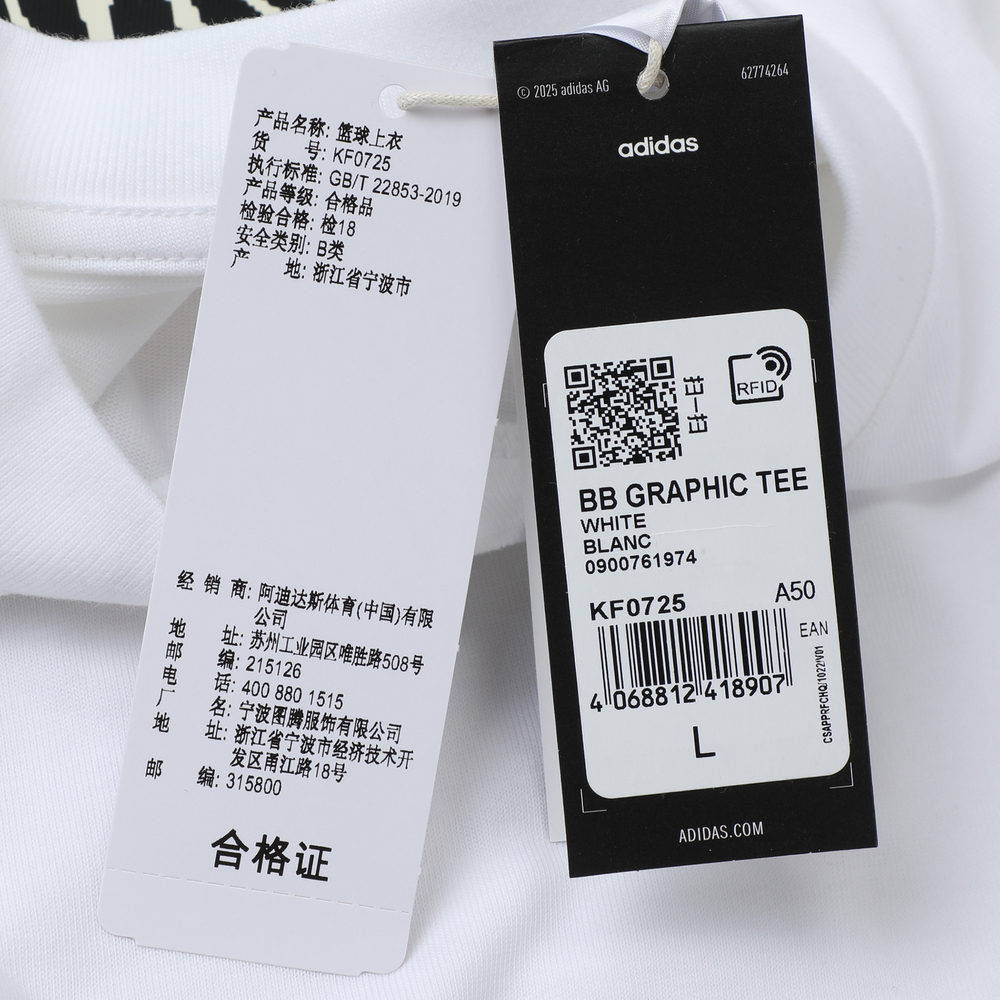 产品名称: 篮球上衣
货 号: KF0725
执行标准: GB/T 22853-2019
产品等级: 合格品
检验合格: 检18
安全类别: B类
产 地: 浙江省宁波市
经 销 商: 阿迪达斯体育(中国)有限
公司
地 址: 苏州工业园区唯胜路508号
邮 编: 215126
电 话: 400 880 1515
厂 名: 宁波图腾服饰有限公司
地 址: 浙江省宁波市经济技术开
发区甬江路18号
邮 编: 315800
合格证
© 2025 adidas AG
62774264
adidas
扫一扫
RFID
BB GRAPHIC TEE
WHITE
BLANC
0900761974
KF0725
A50
EAN
4 068812 418907
CSAPPRFCHQ/1022/V01
L
ADIDAS.COM